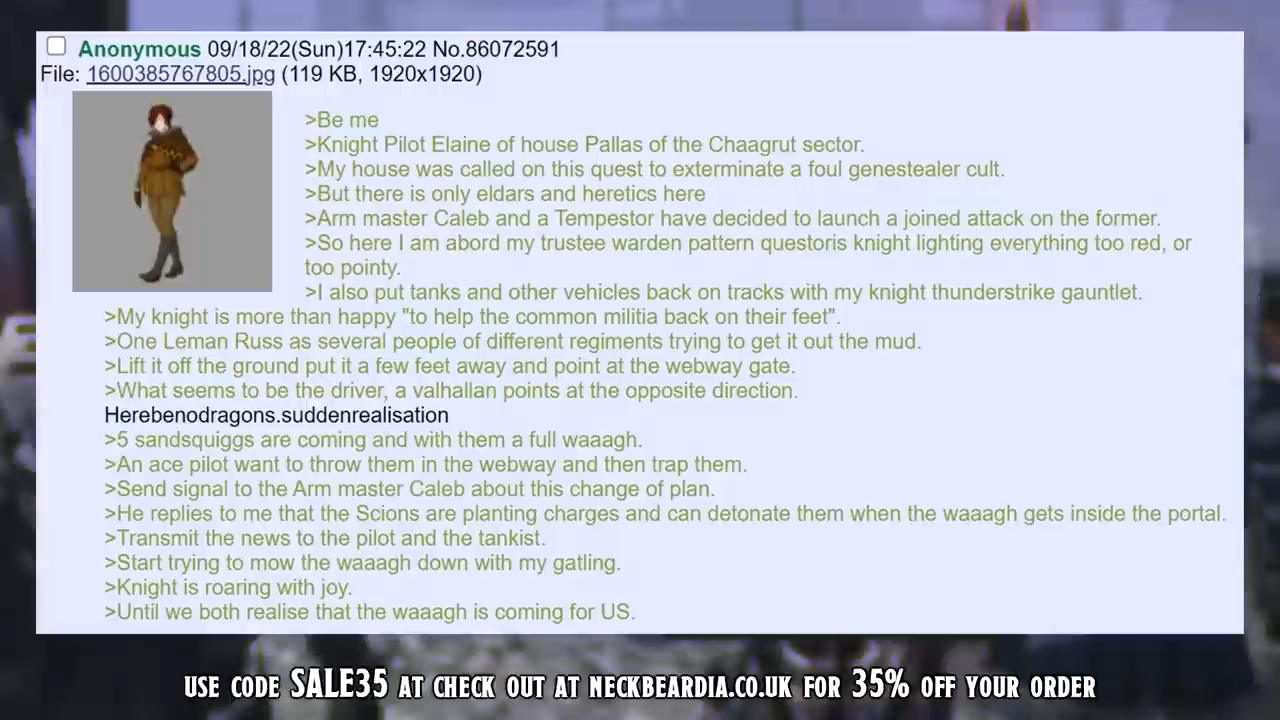 Anonymous 09/18/22(Sun)17:45:22 No.86072591
File: 1600385767805.jpg (119 KB, 1920x1920)
>Be me
>Knight Pilot Elaine of house Pallas of the Chaagrut sector.
>My house was called on this quest to exterminate a foul genestealer cult.
>But there is only eldars and heretics here
>Arm master Caleb and a Tempestor have decided to launch a joined attack on the former.
>So here I am abord my trustee warden pattern questoris knight lighting everything too red, or
too pointy.
>I also put tanks and other vehicles back on tracks with my knight thunderstrike gauntlet.
>My knight is more than happy "to help the common militia back on their feet".
>One Leman Russ as several people of different regiments trying to get it out the mud.
>Lift it off the ground put it a few feet away and point at the webway gate.
>What seems to be the driver, a valhallan points at the opposite direction.
Herebenodragons.suddenrealisation
>5 sandsquiggs are coming and with them a full waaagh.
>An ace pilot want to throw them in the webway and then trap them.
>Send signal to the Arm master Caleb about this change of plan.
>He replies to me that the Scions are planting charges and can detonate them when the waaagh gets inside the portal.
>Transmit the news to the pilot and the tankist.
>Start trying to mow the waaagh down with my gatling.
>Knight is roaring with joy.
>Until we both realise that the waaagh is coming for US.
USE CODE SALE35 AT CHECK OUT AT NECKBEARDIA.CO.UK FOR 35% OFF YOUR ORDER